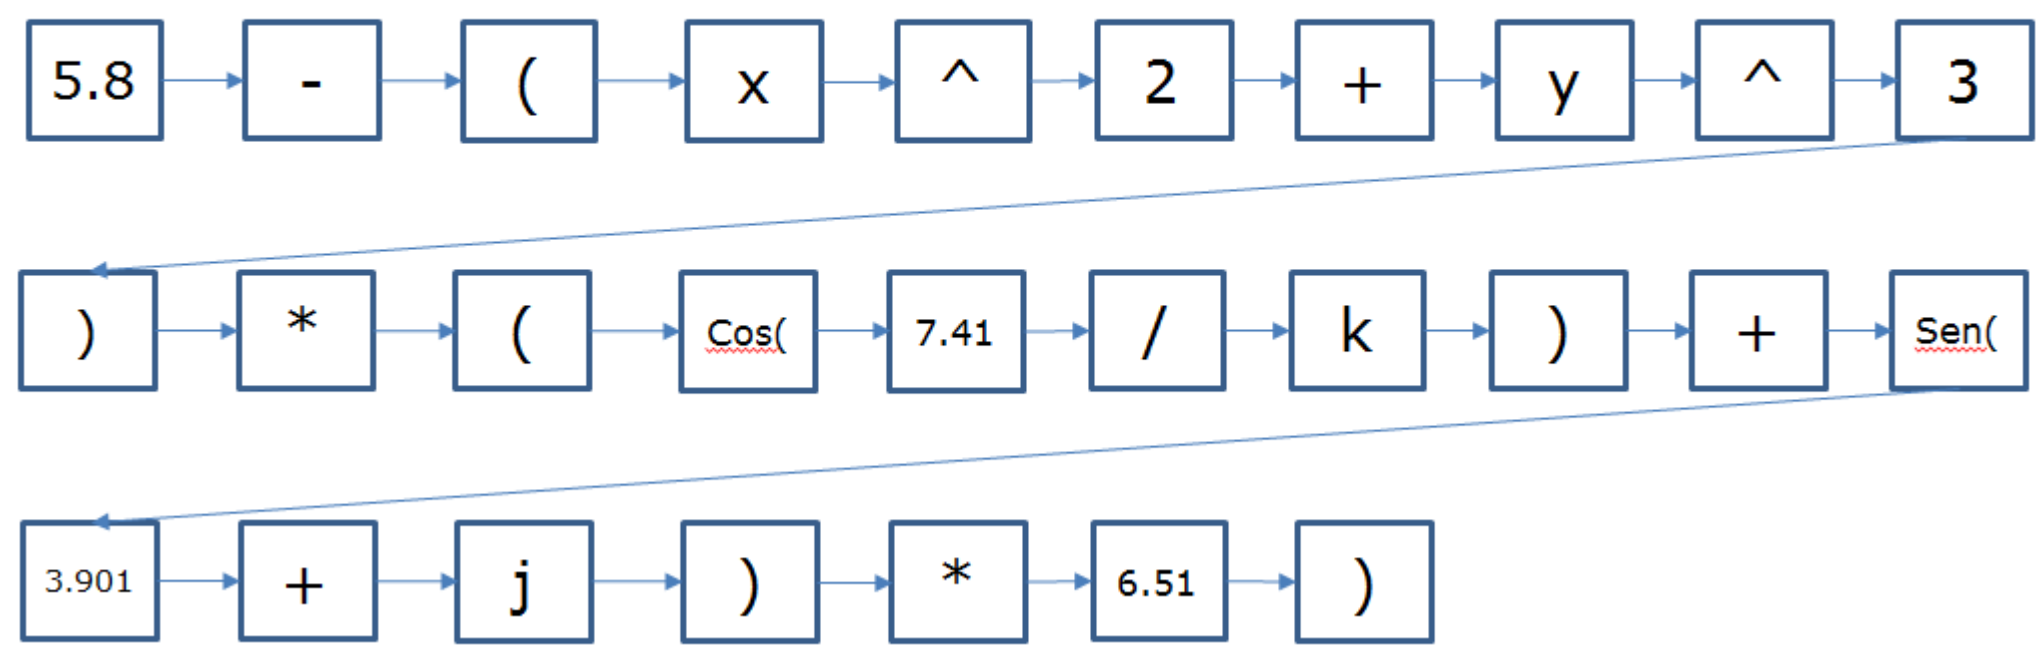 5.8 - ( x ^ 2 + y ^ 3
) * ( Cos( 7.41 / k ) + Sen(
3.901 + j ) * 6.51 )